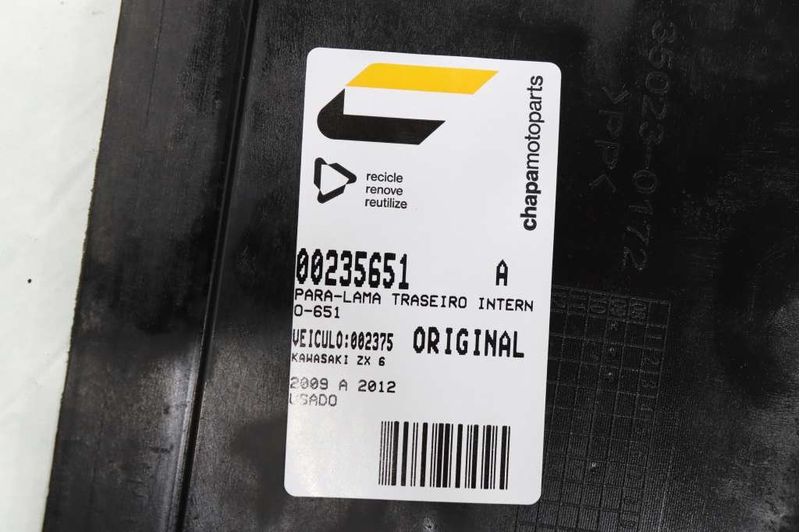 recicle
renove
reutilize
chapamotoparts
00235651 A
PARA-LAMA TRASEIRO INTERN
O-651
VEICULO:002375 ORIGINAL
KAWASAKI ZX 6
2009 A 2012
USADO
35023-0172
>PP<